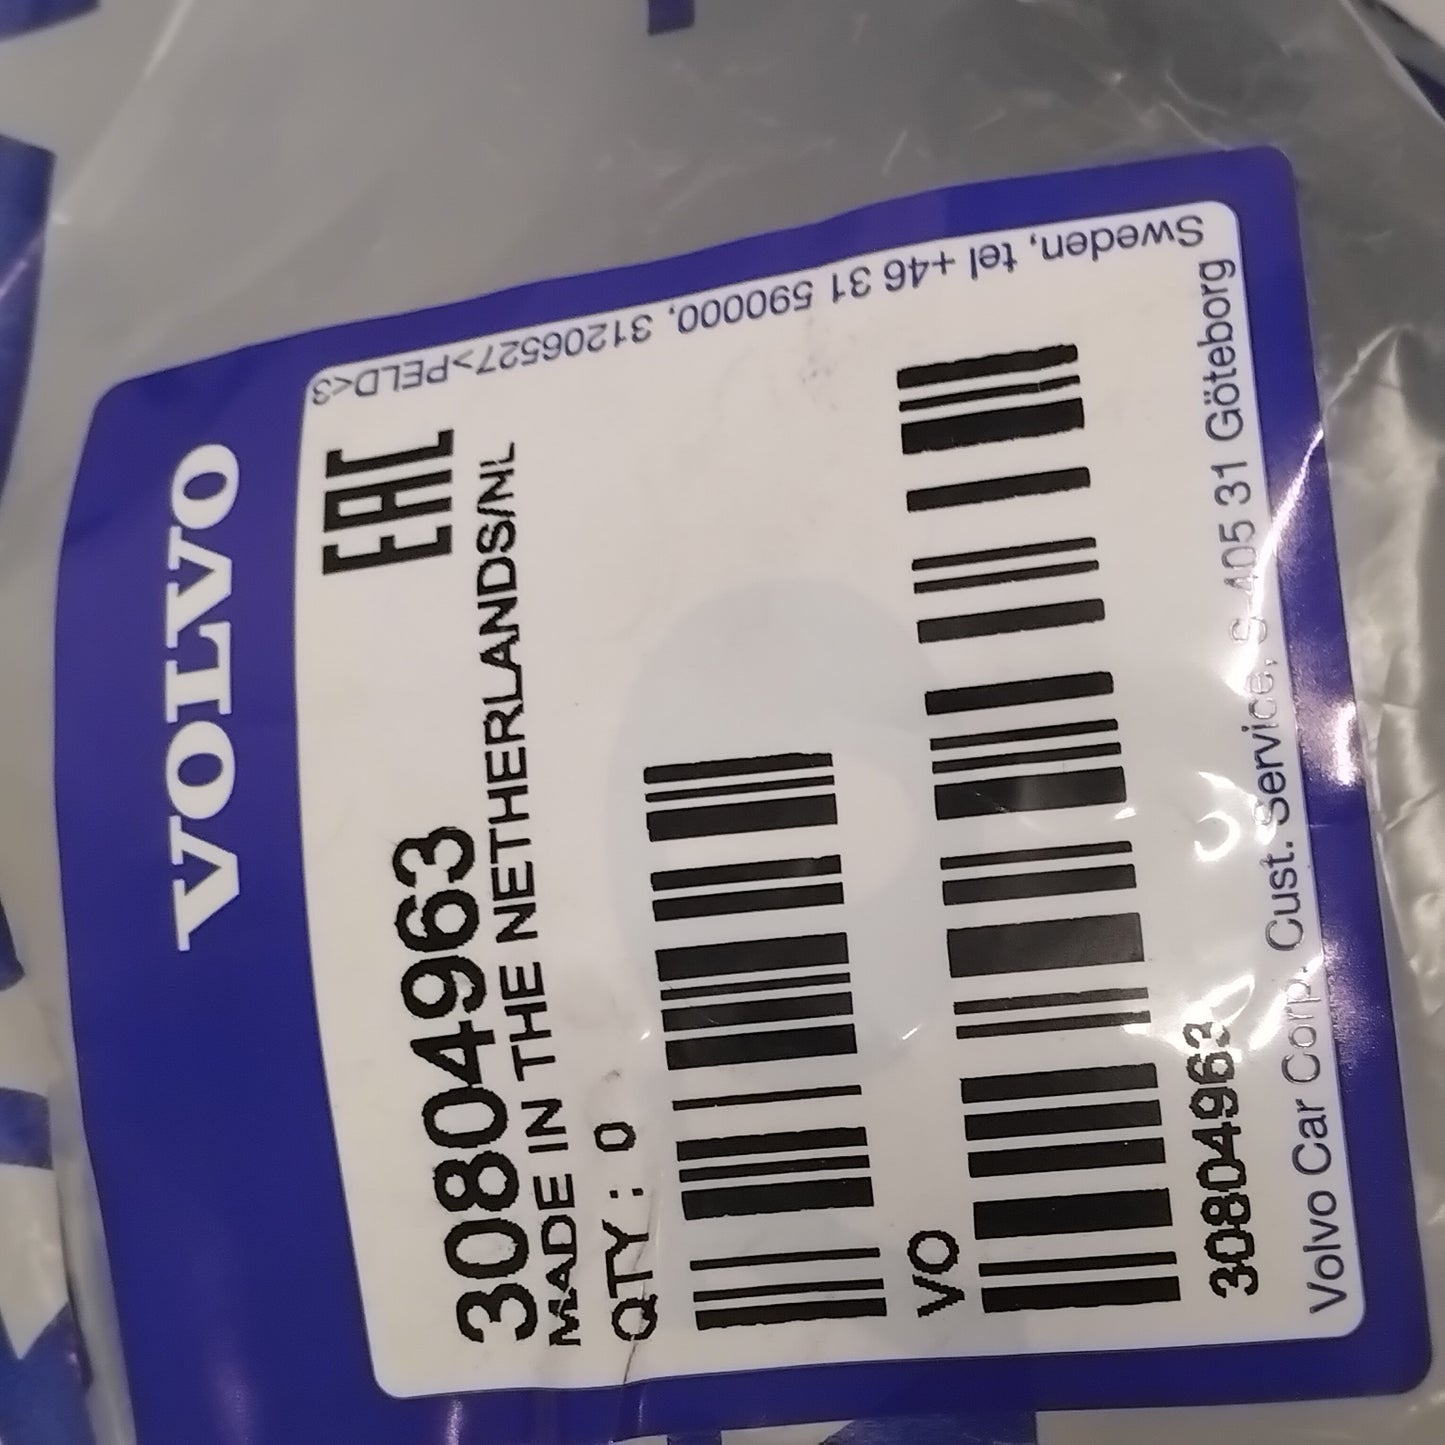 VOLVO
EAC
30804963
MADE IN THE NETHERLANDS/NL
QTY: 0
VO
30804963
Volvo Car Corp. Cust. Service, S-405 31 Göteborg
Sweden, tel +46 31 590000. 31206527>PELD<3